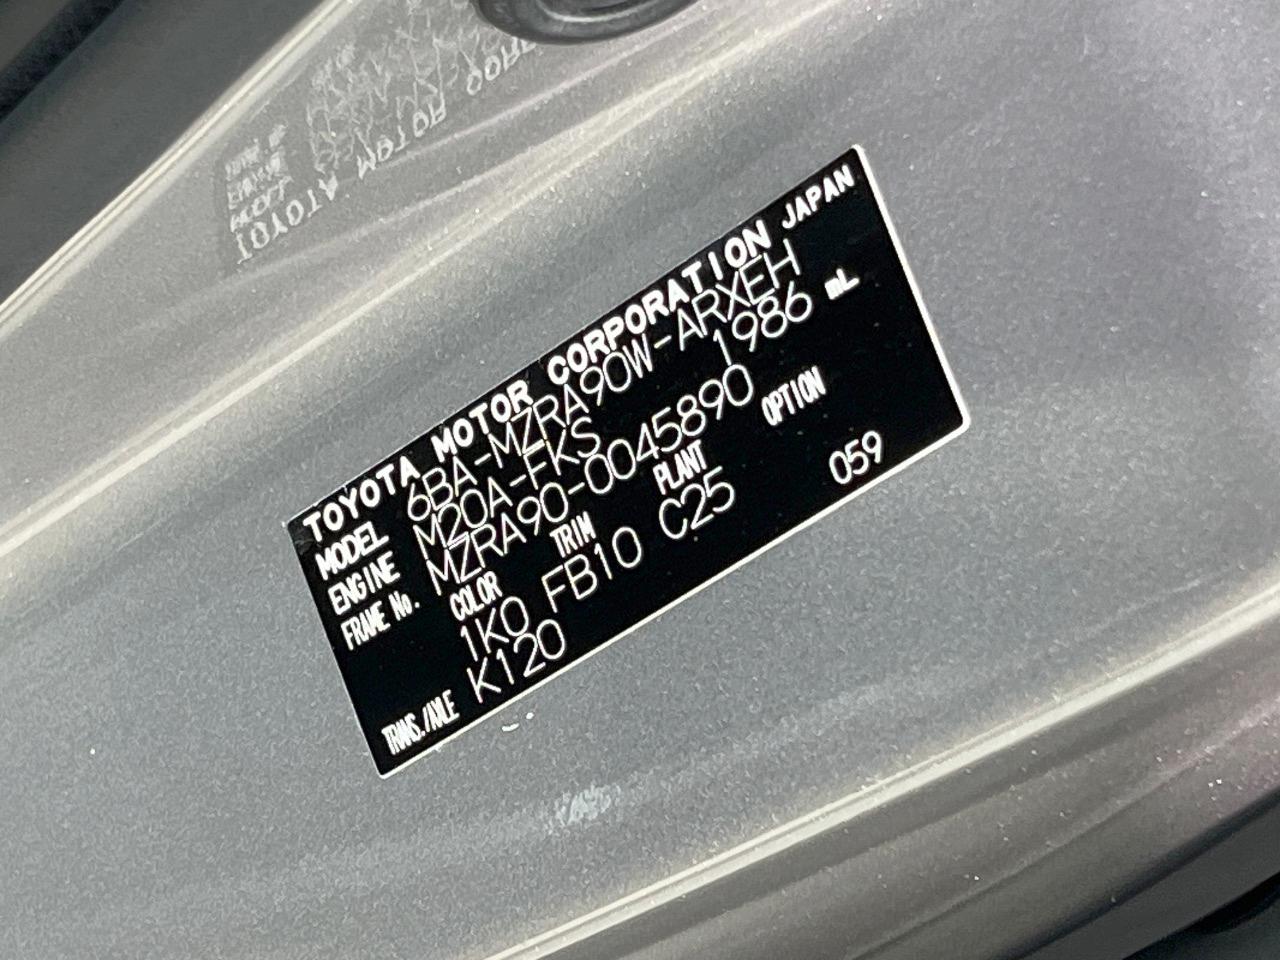 TOYOTA MOTOR CORPORATION JAPAN
MODEL 6BA-MZRA90W-ARXEH
ENGINE M20A-FKS 1986 mL
FRAME No. MZRA90-0045890
COLOR TRIM PLANT OPTION
1K0 FB10 C25 059
TRANS./AXLE K120